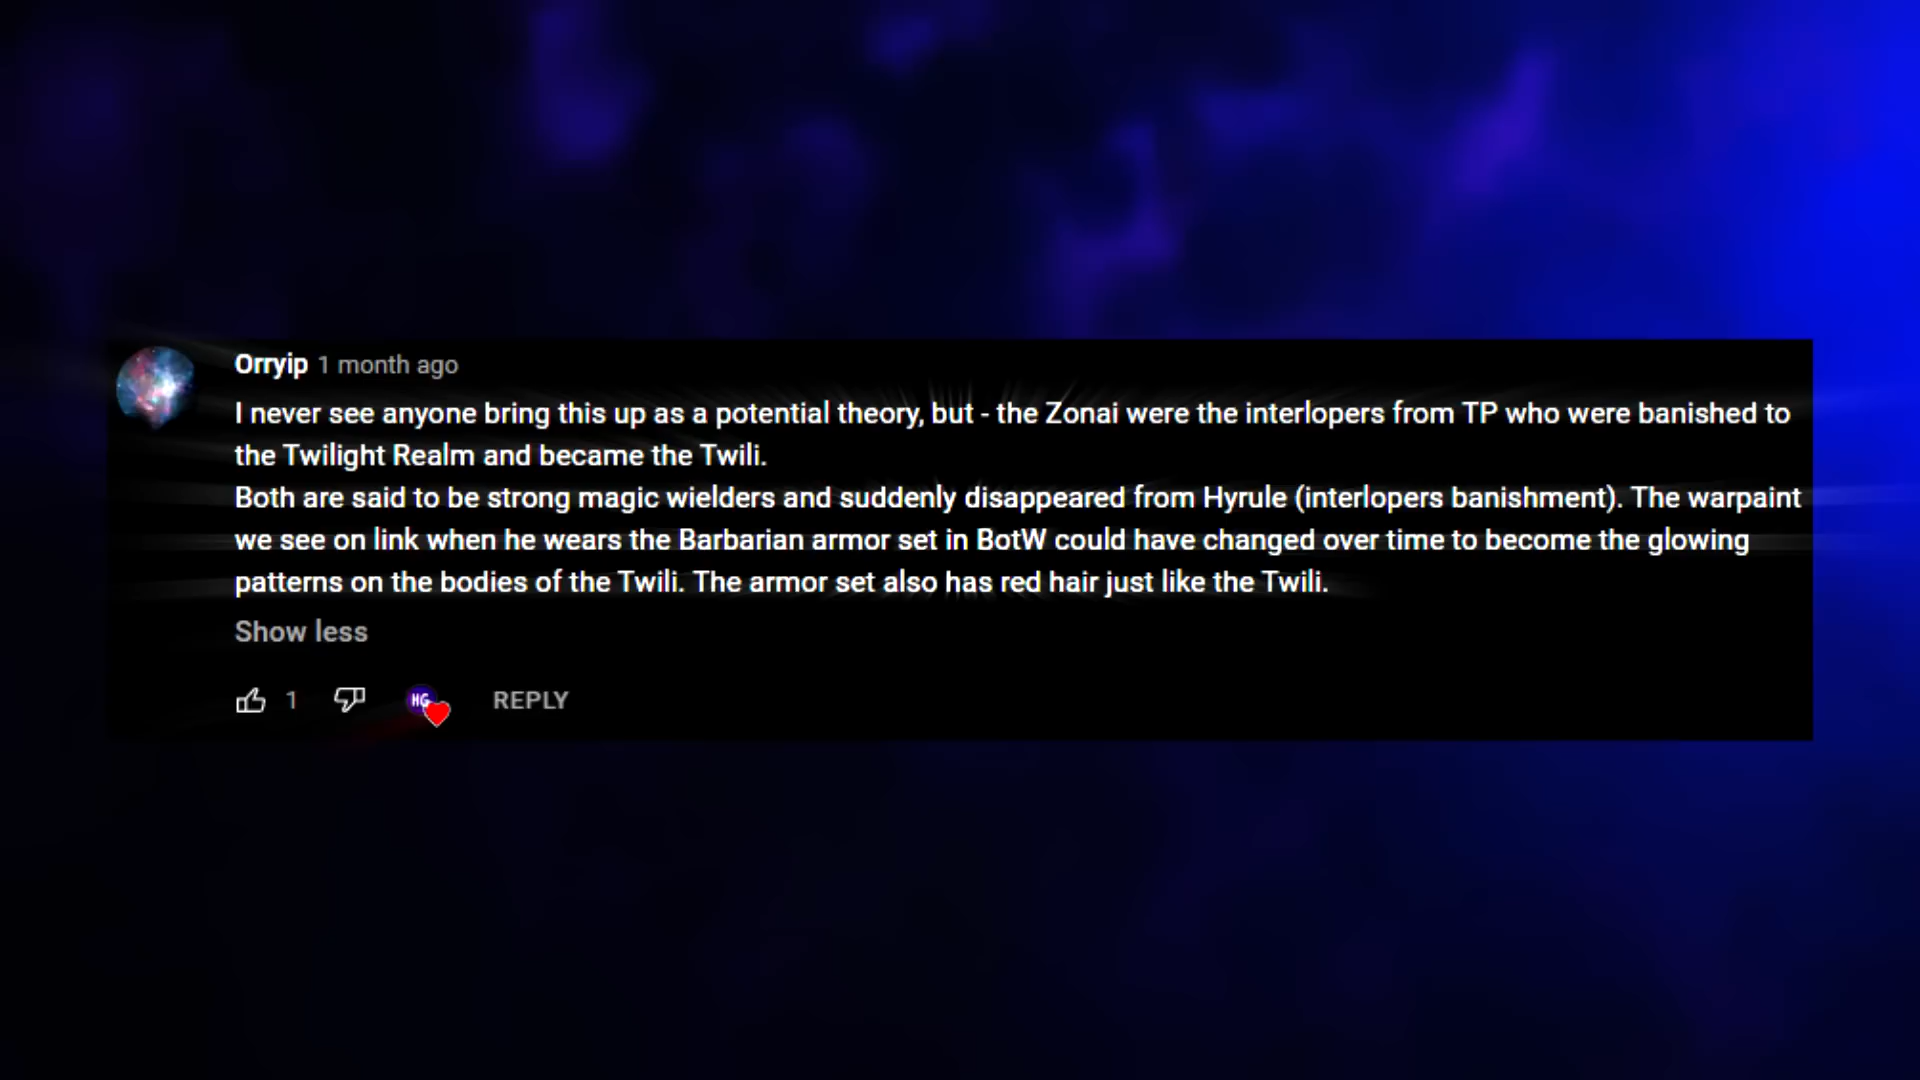 Orryip 1 month ago
I never see anyone bring this up as a potential theory, but - the Zonai were the interlopers from TP who were banished to
the Twilight Realm and became the Twili.
Both are said to be strong magic wielders and suddenly disappeared from Hyrule (interlopers banishment). The warpaint
we see on link when he wears the Barbarian armor set in BotW could have changed over time to become the glowing
patterns on the bodies of the Twili. The armor set also has red hair just like the Twili.
Show less
1 HG REPLY